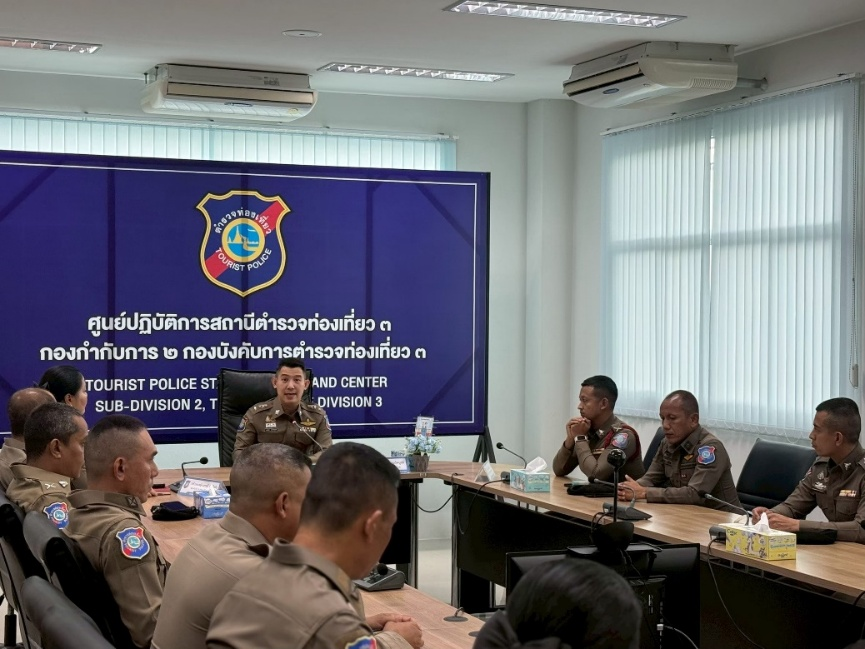 ตำรวจท่องเที่ยว
TOURIST POLICE
ศูนย์ปฏิบัติการสถานีตำรวจท่องเที่ยว ๓
กองกำกับการ ๒ กองบังคับการตำรวจท่องเที่ยว ๓
TOURIST POLICE ST AND CENTER
SUB-DIVISION 2, T DIVISION 3